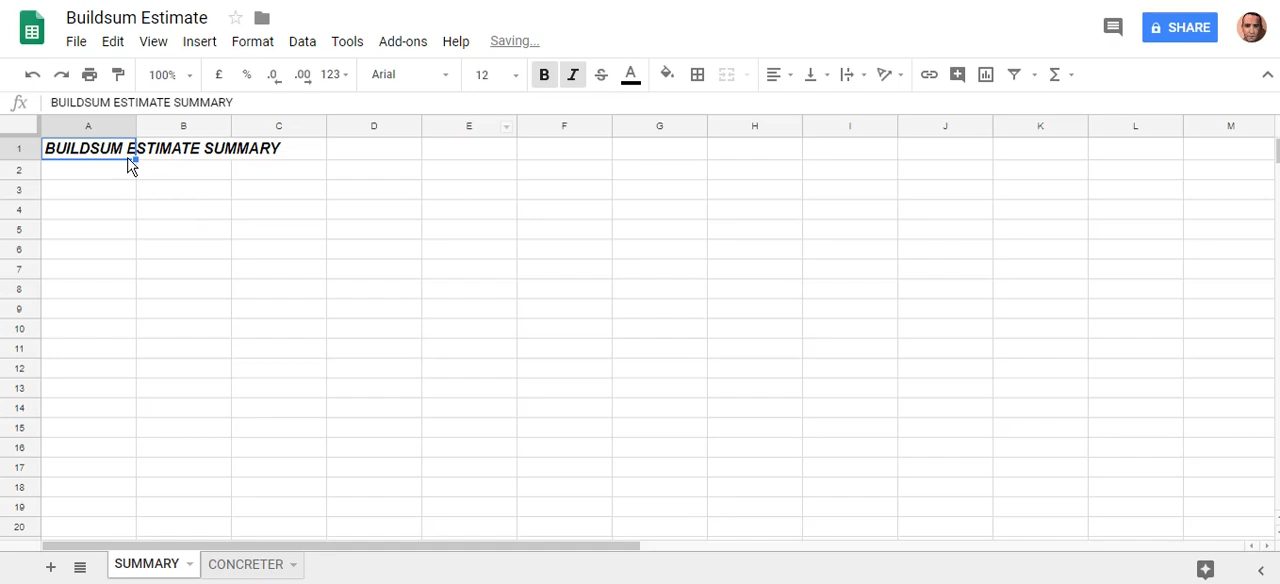 Buildsum Estimate
File Edit View Insert Format Data Tools Add-ons Help Saving...
SHARE
100% £ % .0 .00 123 Arial 12 B I S A Σ
fx BUILDSUM ESTIMATE SUMMARY
A B C D E F G H I J K L M
1 BUILDSUM ESTIMATE SUMMARY
2
3
4
5
6
7
8
9
10
11
12
13
14
15
16
17
18
19
20
SUMMARY CONCRETER